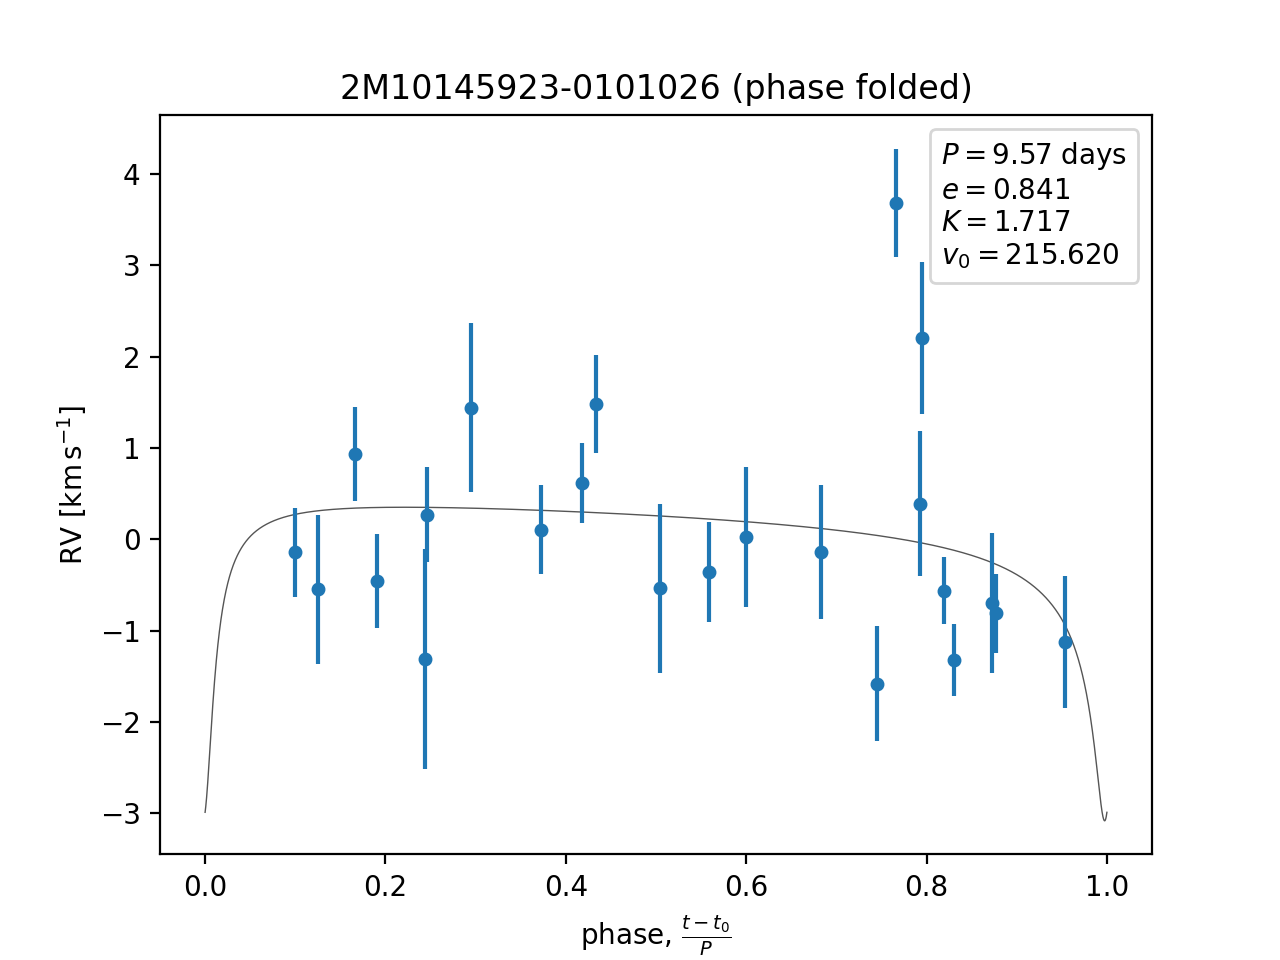 2M10145923-0101026 (phase folded)
P = 9.57 days
e = 0.841
K = 1.717
v₀ = 215.620
RV [km s⁻¹]
4
3
2
1
0
−1
−2
−3
0.0 0.2 0.4 0.6 0.8 1.0
phase, (t − t₀)/P